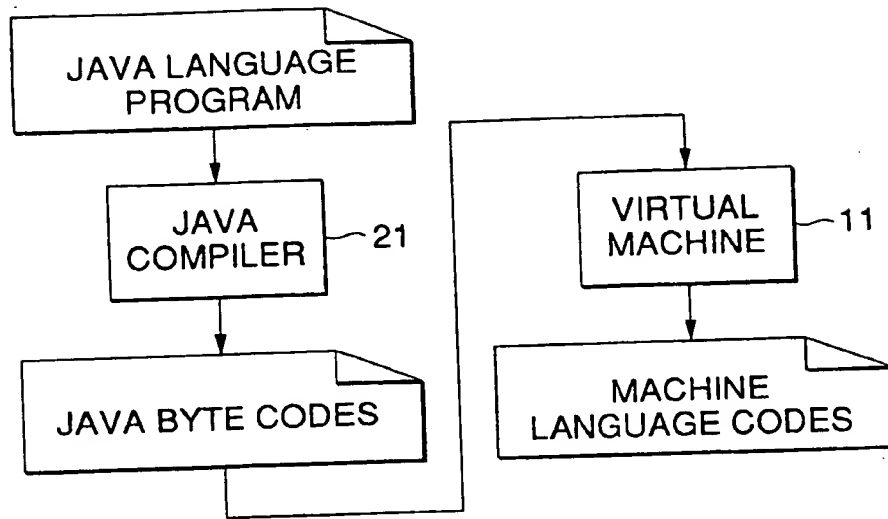 JAVA LANGUAGE
PROGRAM
JAVA
COMPILER
21
JAVA BYTE CODES
VIRTUAL
MACHINE
11
MACHINE
LANGUAGE CODES